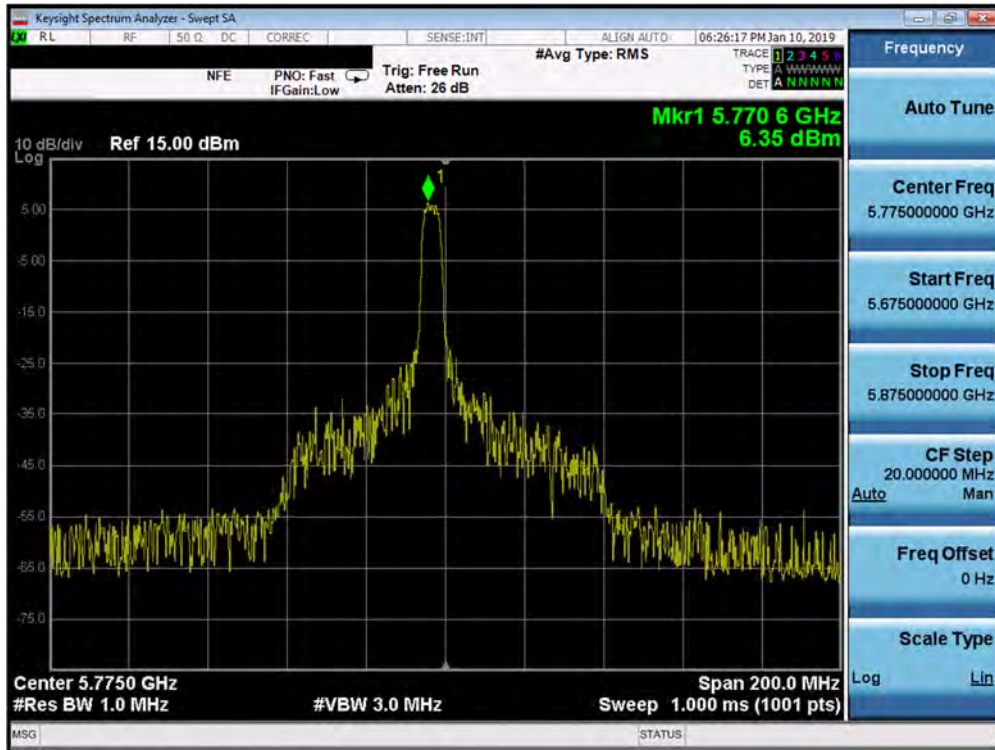 Keysight Spectrum Analyzer - Swept SA
LXI RL RF 50 Ω DC CORREC SENSE:INT ALIGN AUTO 06:26:17 PM Jan 10, 2019
NFE PNO: Fast Trig: Free Run #Avg Type: RMS TRACE 1 2 3 4 5 6
IFGain:Low Atten: 26 dB TYPE A WWWWW
DET A N N N N N
Mkr1 5.770 6 GHz
6.35 dBm
10 dB/div Ref 15.00 dBm
Log
1
5.00
-5.00
-15.0
-25.0
-35.0
-45.0
-55.0
-65.0
-75.0
Center 5.7750 GHz Span 200.0 MHz
#Res BW 1.0 MHz #VBW 3.0 MHz Sweep 1.000 ms (1001 pts)
MSG STATUS
Frequency
Auto Tune
Center Freq
5.775000000 GHz
Start Freq
5.675000000 GHz
Stop Freq
5.875000000 GHz
CF Step
20.000000 MHz
Auto Man
Freq Offset
0 Hz
Scale Type
Log Lin